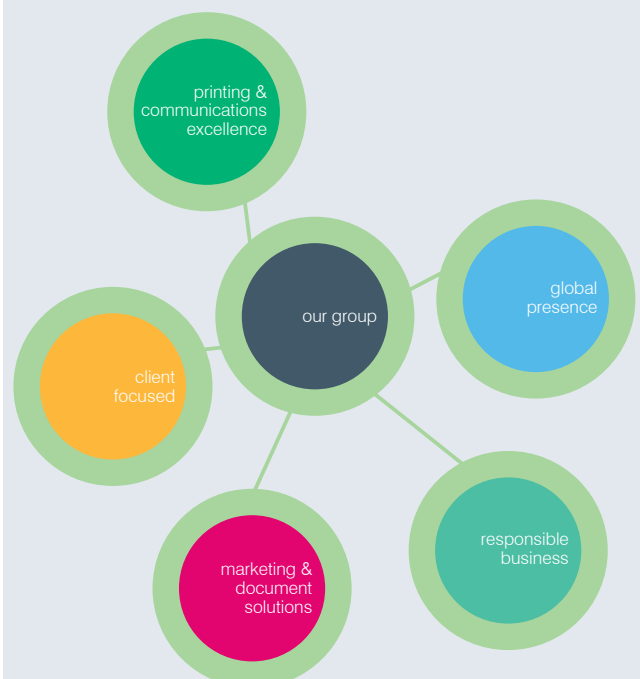 printing &
communications
excellence
global
presence
our group
client
focused
responsible
business
marketing &
document
solutions